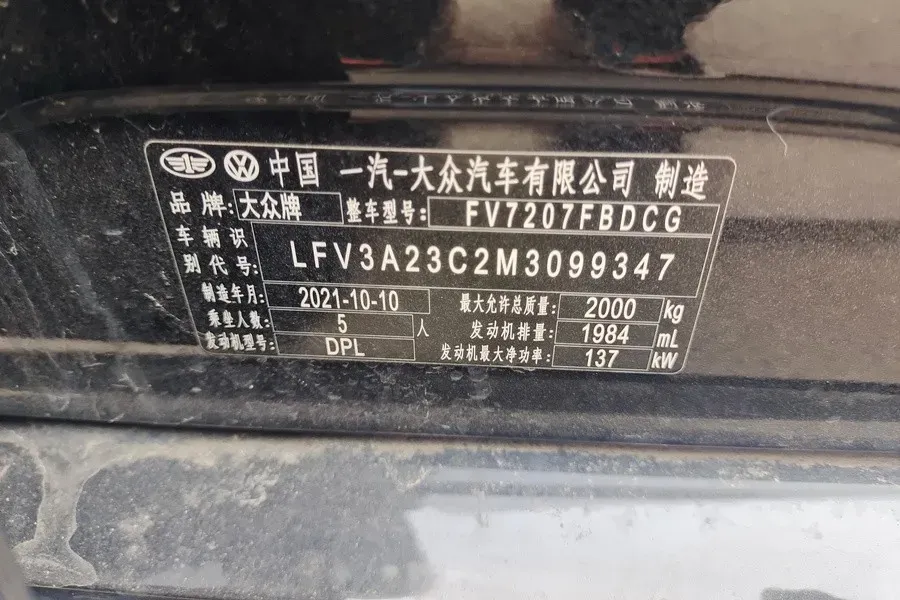 中国 一汽-大众汽车有限公司 制造
品牌: 大众牌 整车型号: FV7207FBDCG
车辆识别代号: LFV3A23C2M3099347
制造年月: 2021-10-10 最大允许总质量: 2000 kg
乘坐人数: 5 人 发动机排量: 1984 mL
发动机型号: DPL 发动机最大净功率: 137 kW